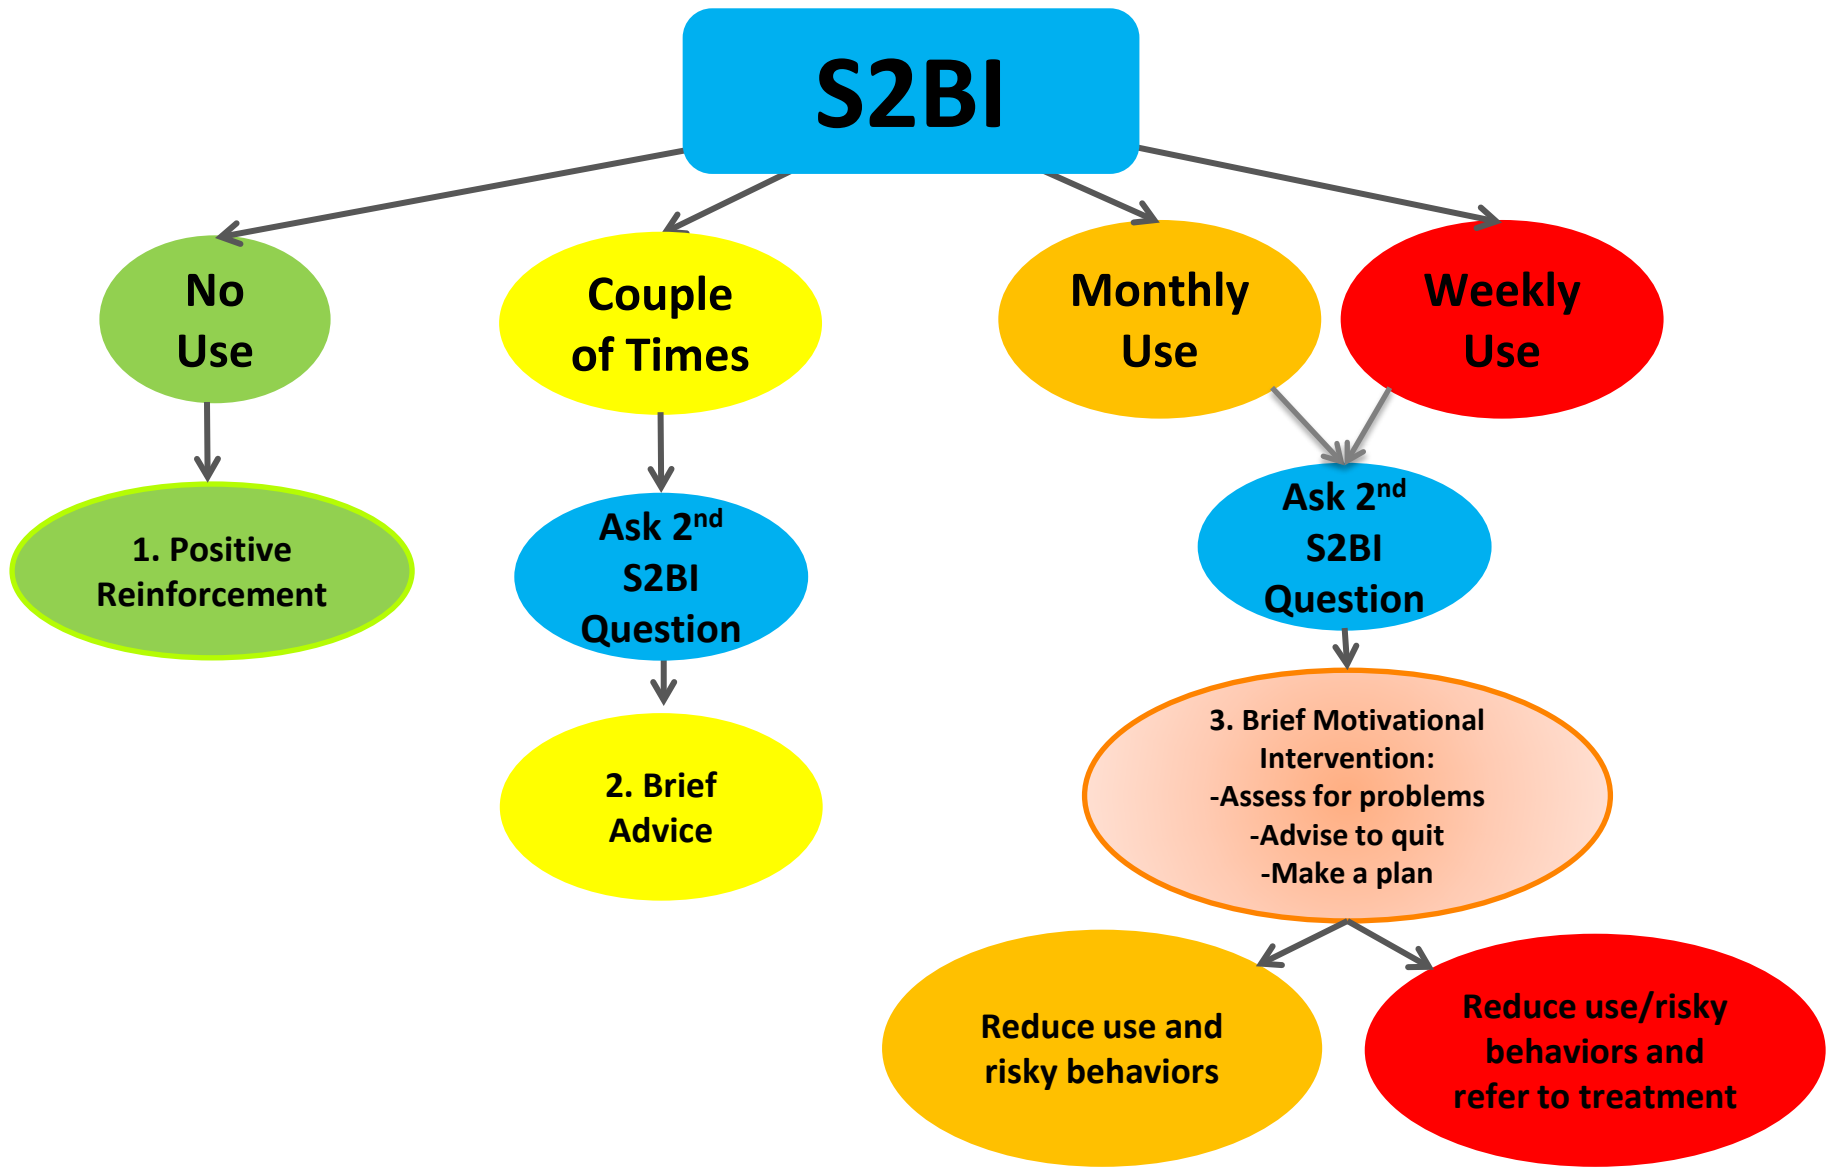 S2BI
No
Use
Couple
of Times
Monthly
Use
Weekly
Use
1. Positive
Reinforcement
Ask 2nd
S2BI
Question
Ask 2nd
S2BI
Question
2. Brief
Advice
3. Brief Motivational
Intervention:
-Assess for problems
-Advise to quit
-Make a plan
Reduce use and
risky behaviors
Reduce use/risky
behaviors and
refer to treatment